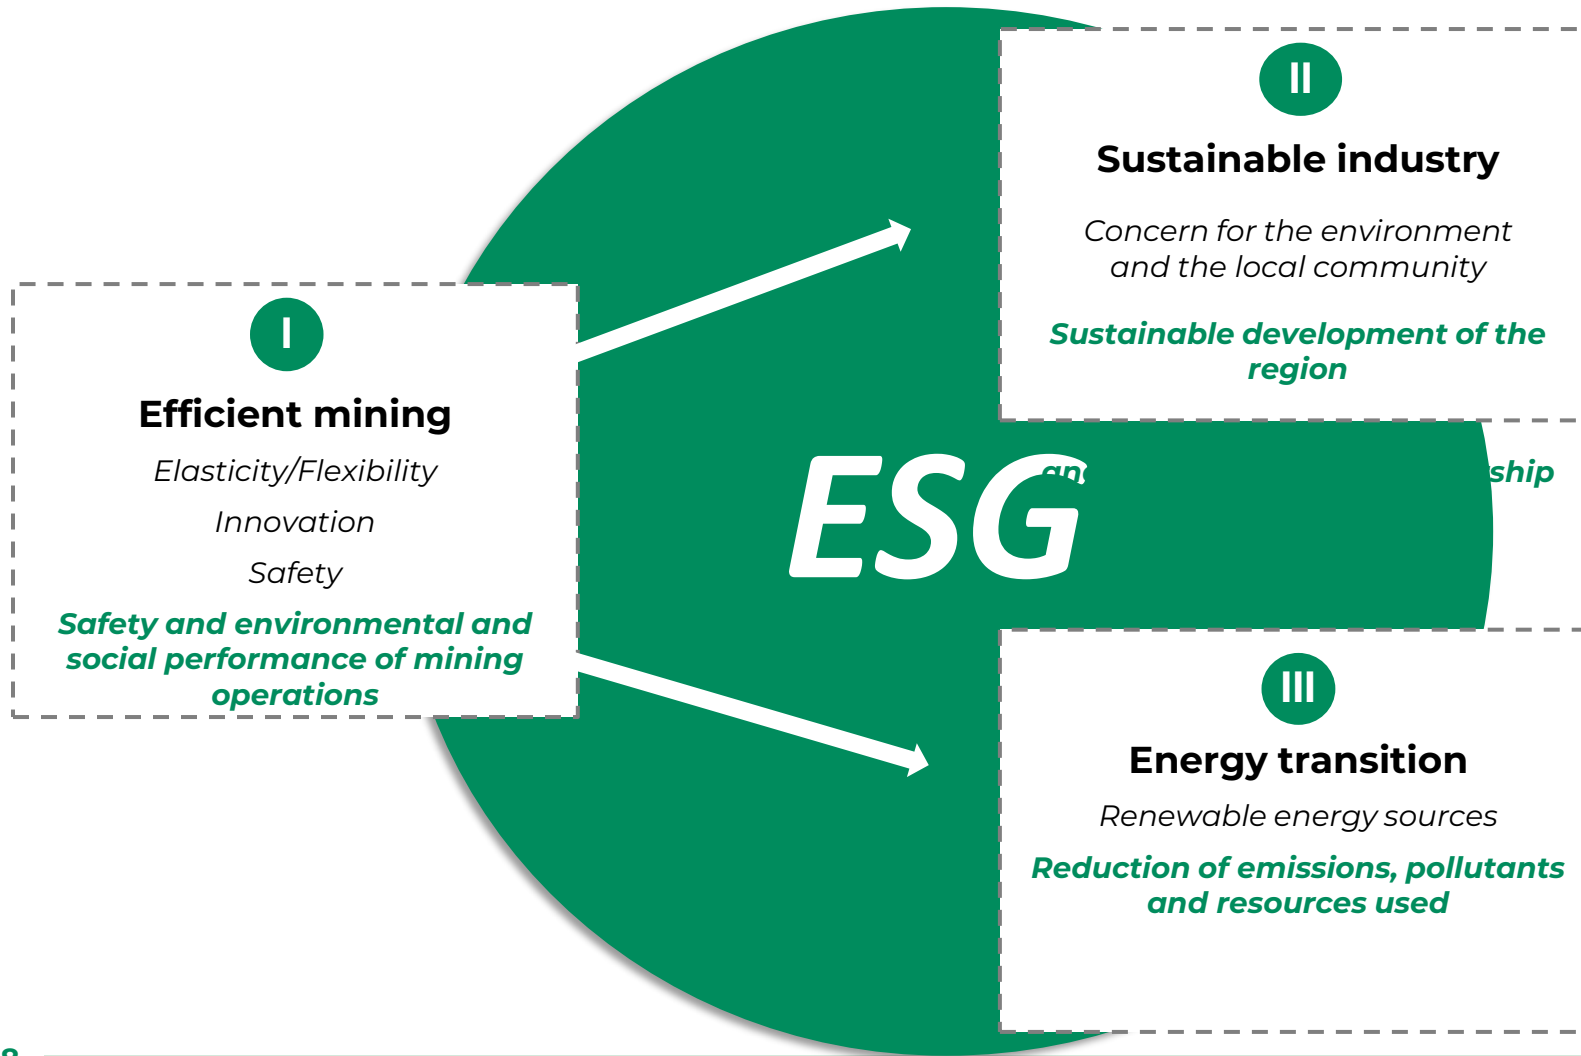 I
Efficient mining
Elasticity/Flexibility
Innovation
Safety
Safety and environmental and
social performance of mining
operations
ESG
II
Sustainable industry
Concern for the environment
and the local community
Sustainable development of the
region
III
Energy transition
Renewable energy sources
Reduction of emissions, pollutants
and resources used
8